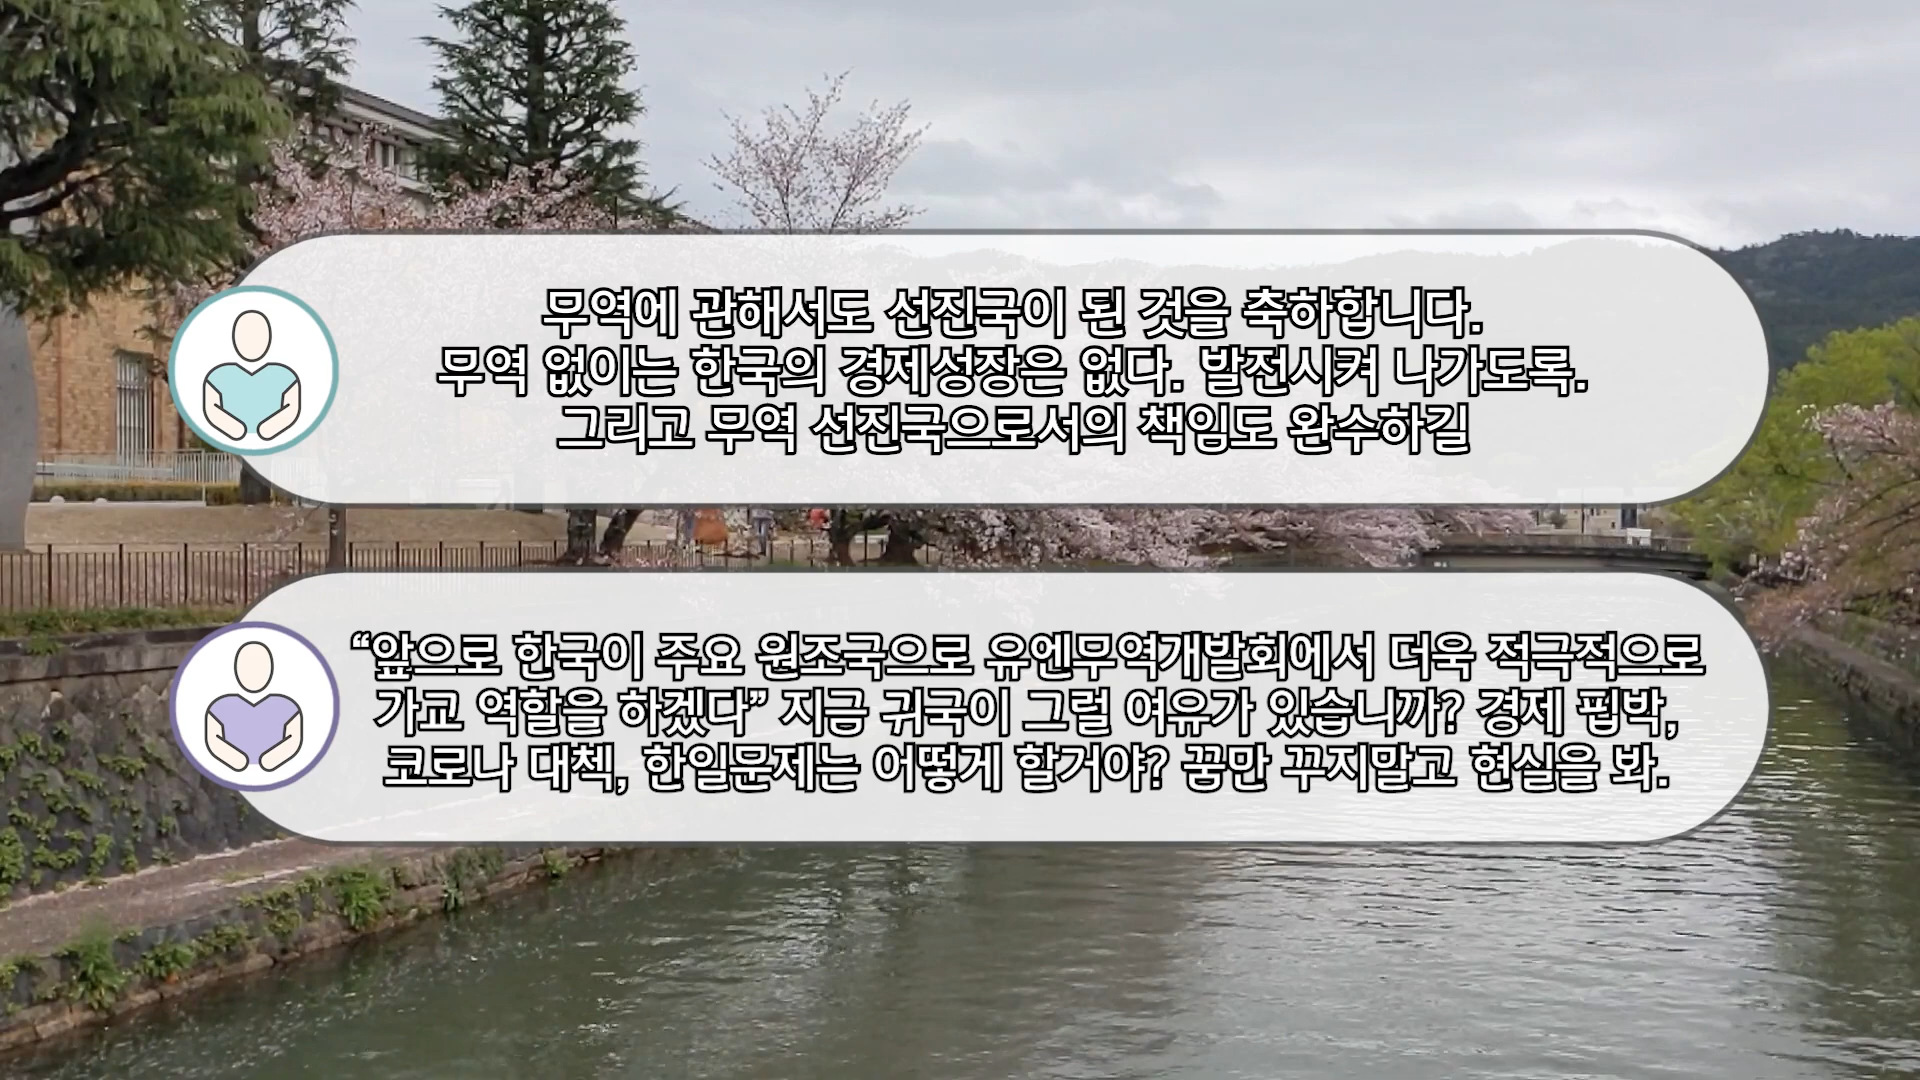 무역에 관해서도 선진국이 된 것을 축하합니다.
무역 없이는 한국의 경제성장은 없다. 발전시켜 나가도록.
그리고 무역 선진국으로서의 책임도 완수하길
“앞으로 한국이 주요 원조국으로 유엔무역개발회에서 더욱 적극적으로
가교 역할을 하겠다” 지금 귀국이 그럴 여유가 있습니까? 경제 핍박,
코로나 대첵, 한일문제는 어떻게 할거야? 꿈만 꾸지말고 현실을 봐.